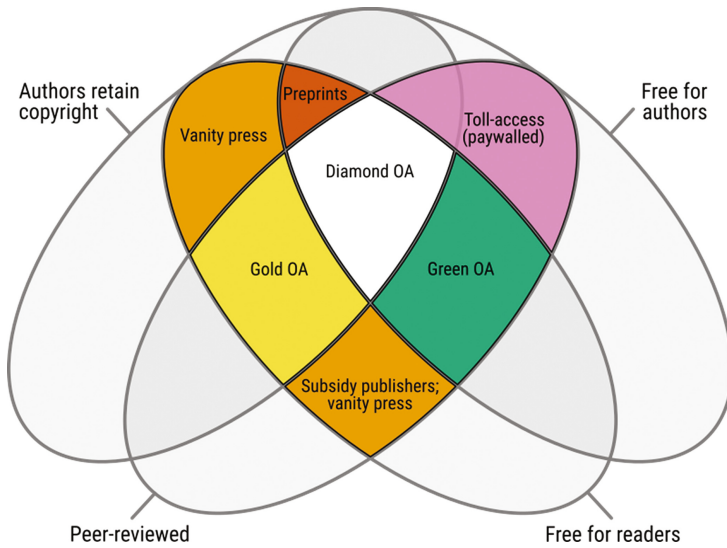 Authors retain
copyright
Free for
authors
Preprints
Vanity press
Toll-access
(paywalled)
Diamond OA
Gold OA
Green OA
Subsidy publishers;
vanity press
Peer-reviewed
Free for readers